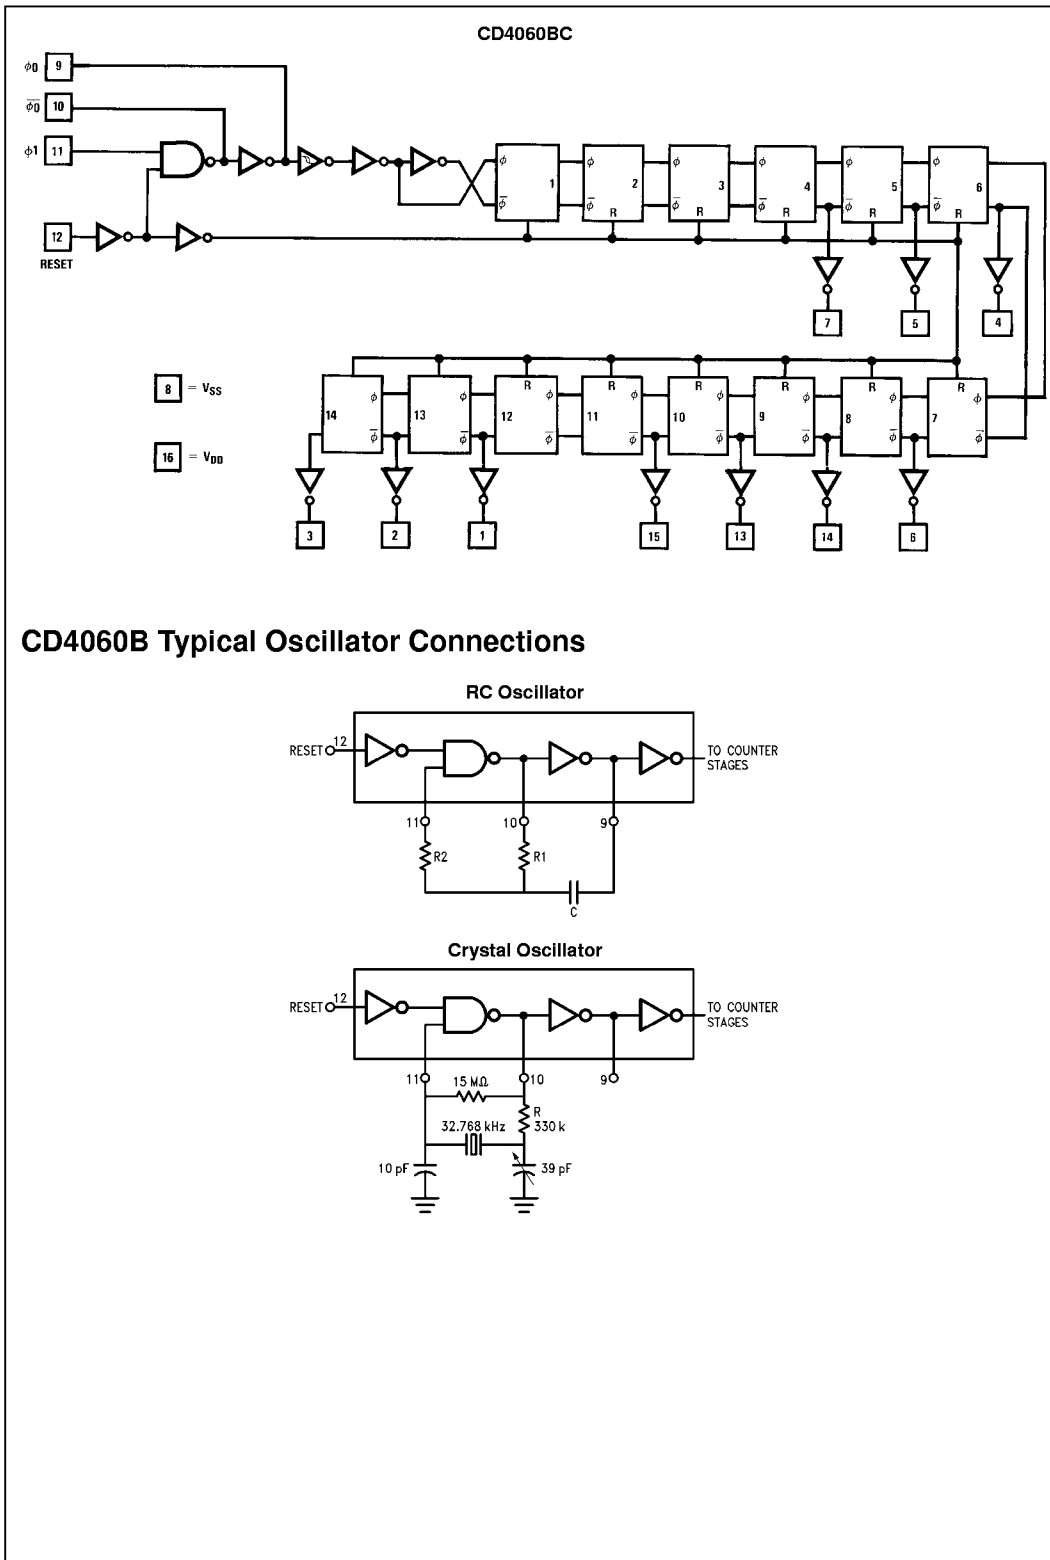 CD4060BC
ϕ0 9
ϕ̅0̅ 10
ϕ1 11
12
RESET
ϕ ϕ̅ 1
ϕ ϕ̅ 2 R
ϕ ϕ̅ 3 R
ϕ ϕ̅ 4 R
ϕ ϕ̅ 5 R
ϕ ϕ̅ 6 R
7 5 4
8 = VSS
16 = VDD
14 ϕ
13 ϕ ϕ̅
12 R ϕ ϕ̅
11 R ϕ ϕ̅
10 R ϕ ϕ̅
9 R ϕ ϕ̅
8 R ϕ ϕ̅
7 R ϕ ϕ̅
3 2 1 15 13 14 6
CD4060B Typical Oscillator Connections
RC Oscillator
RESET 12
TO COUNTER
STAGES
11 10 9
R2 R1
C
Crystal Oscillator
RESET 12
TO COUNTER
STAGES
11 10 9
15 MΩ
R
330 k
32.768 kHz
10 pF 39 pF